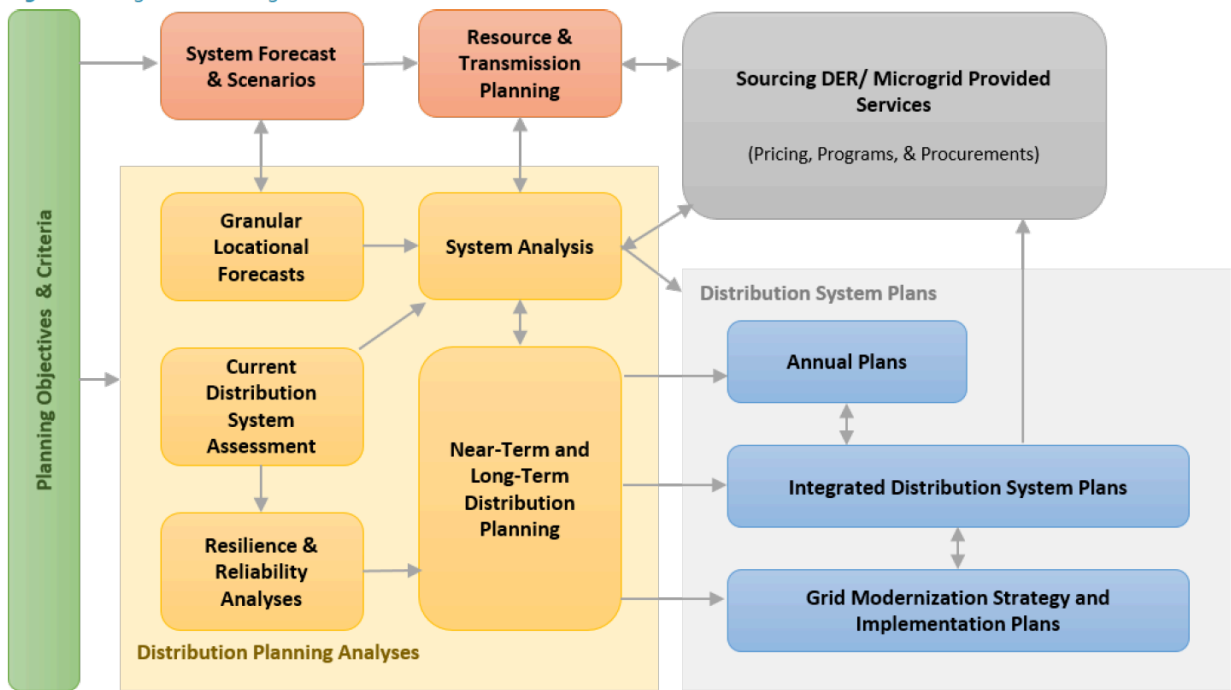 Planning Objectives & Criteria
System Forecast
& Scenarios
Resource &
Transmission
Planning
Sourcing DER/ Microgrid Provided
Services
(Pricing, Programs, & Procurements)
Granular
Locational
Forecasts
System Analysis
Current
Distribution
System
Assessment
Near-Term and
Long-Term
Distribution
Planning
Resilience &
Reliability
Analyses
Distribution Planning Analyses
Distribution System Plans
Annual Plans
Integrated Distribution System Plans
Grid Modernization Strategy and
Implementation Plans